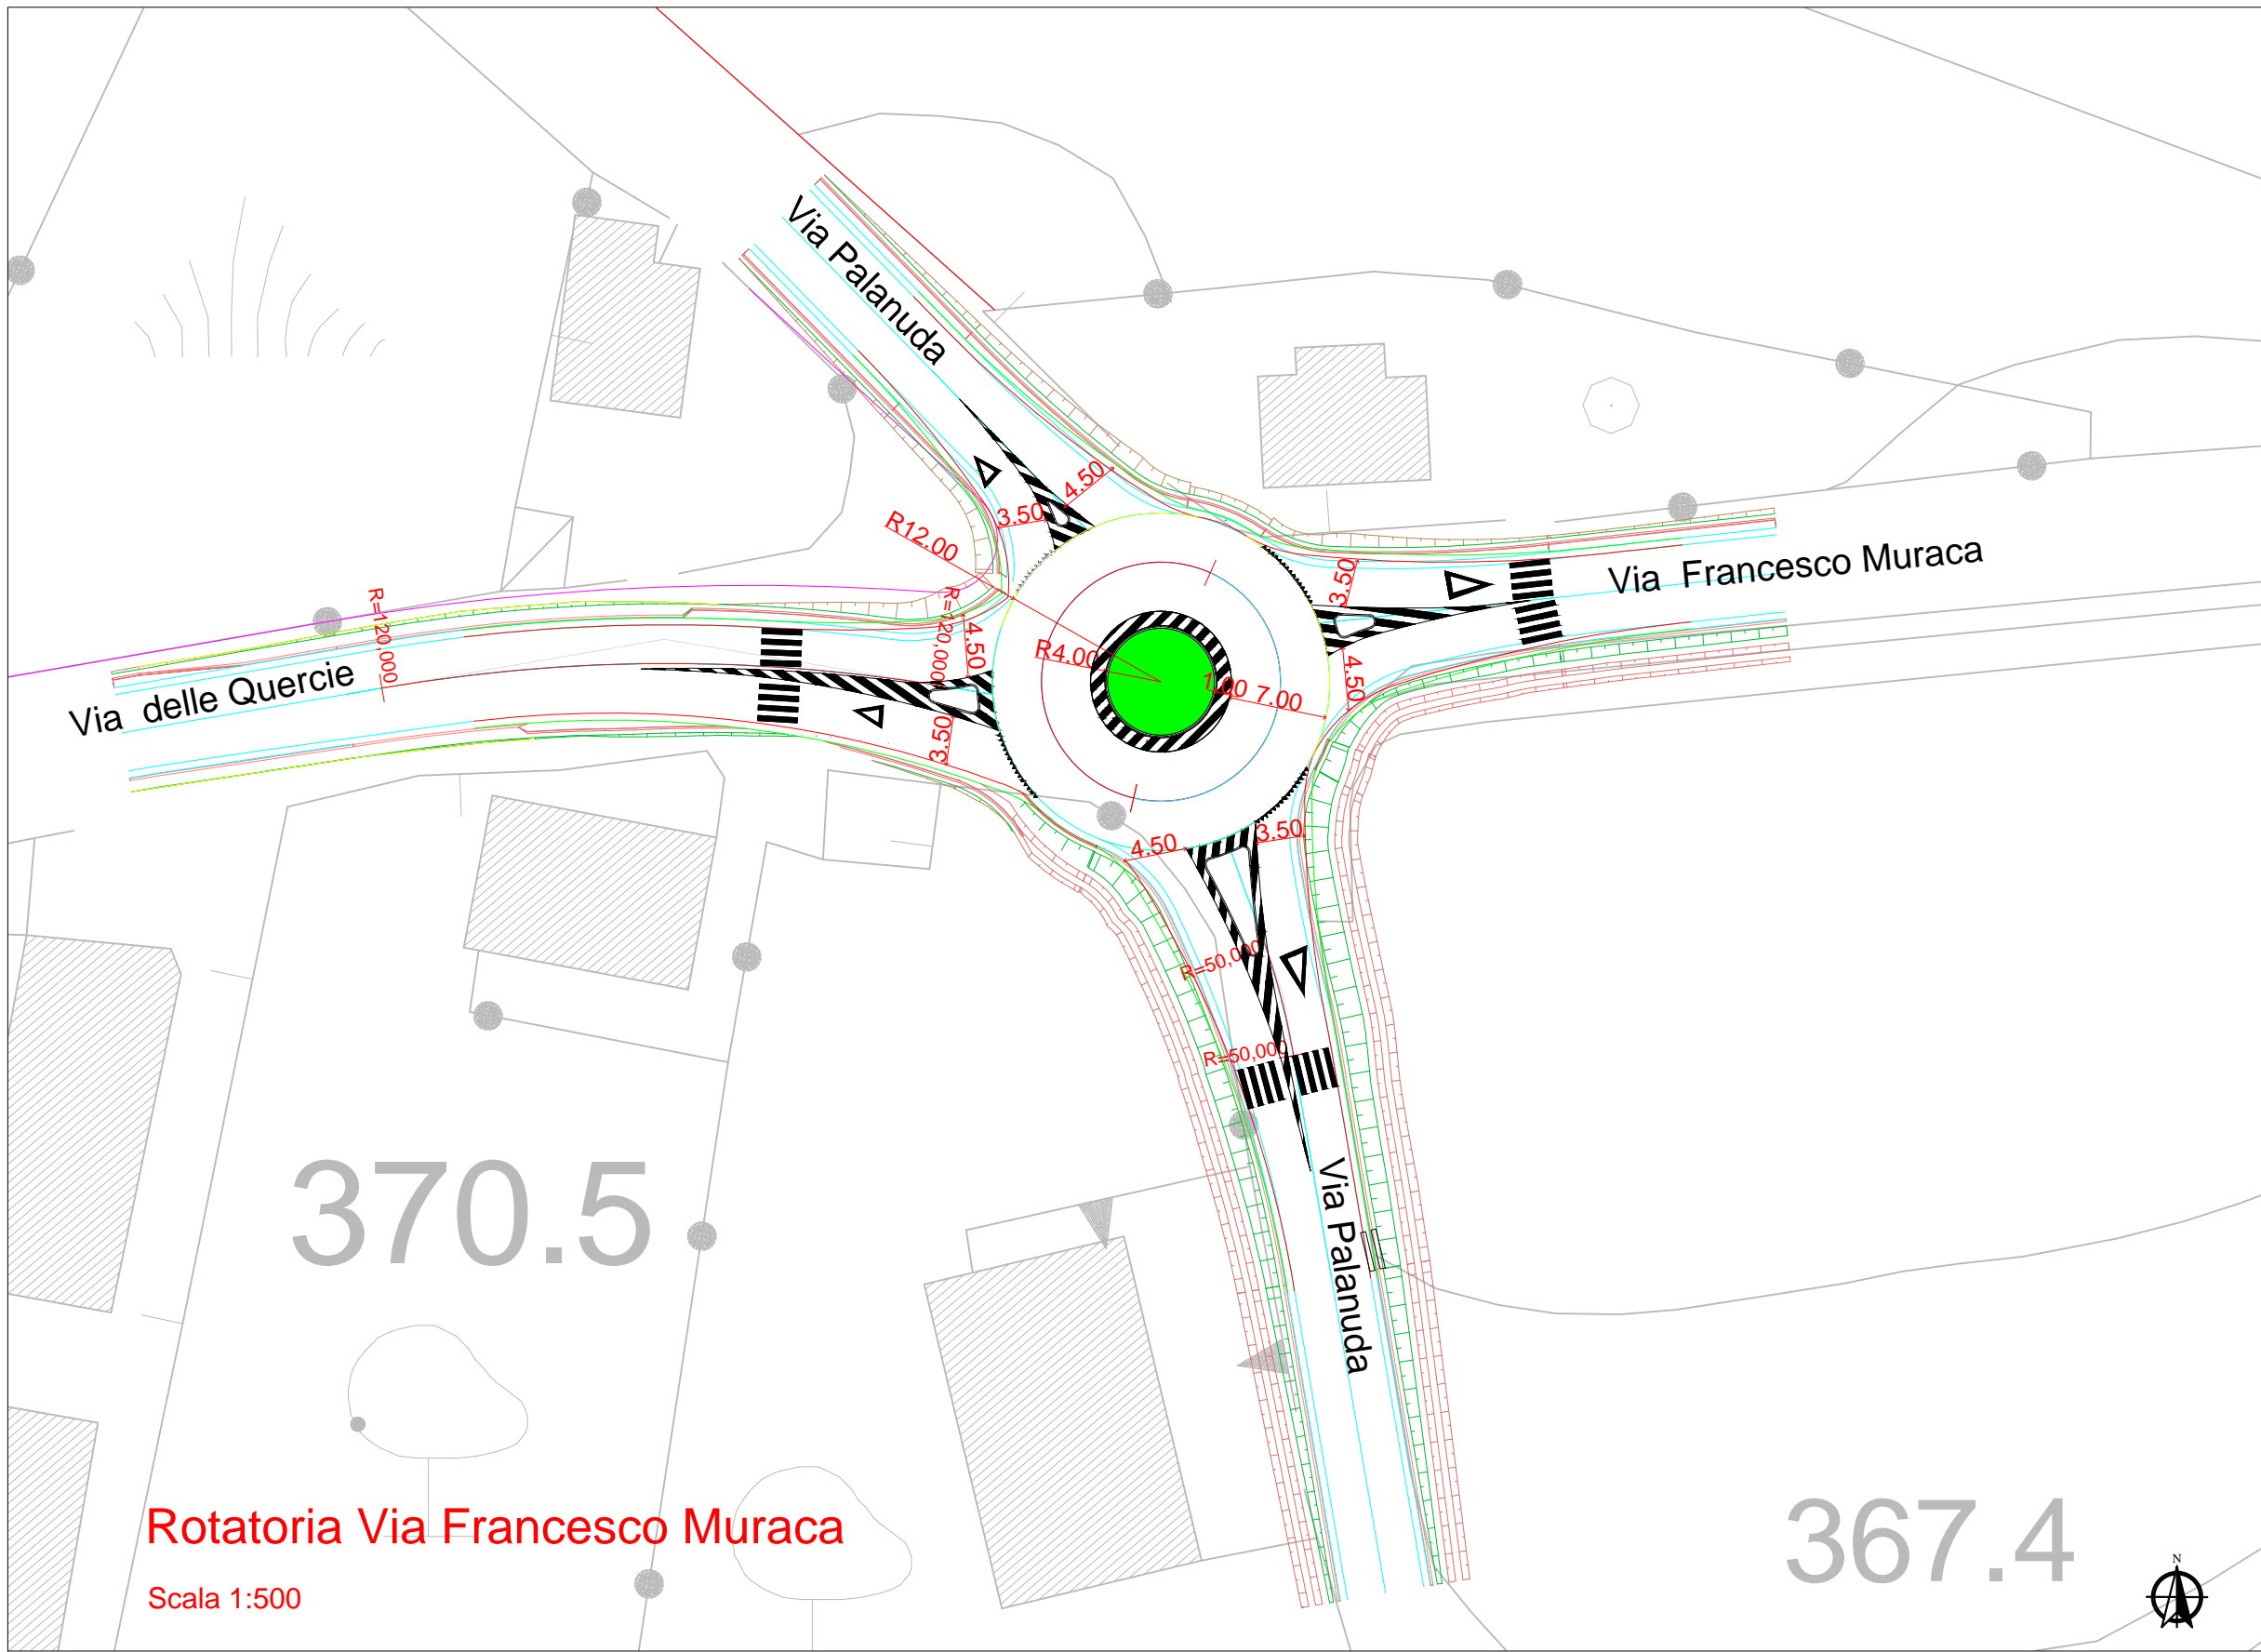 Via Palanuda
4.50
3.50
R12.00
Via  Francesco Muraca
3.50
R=120,000
R=120,000
4.50
R4.00
1.00
7.00
4.50
Via  delle Quercie
3.50
3.50
4.50
R=50,000
R=50,000
Via Palanuda
370.5
367.4
Rotatoria Via Francesco Muraca
Scala 1:500
N